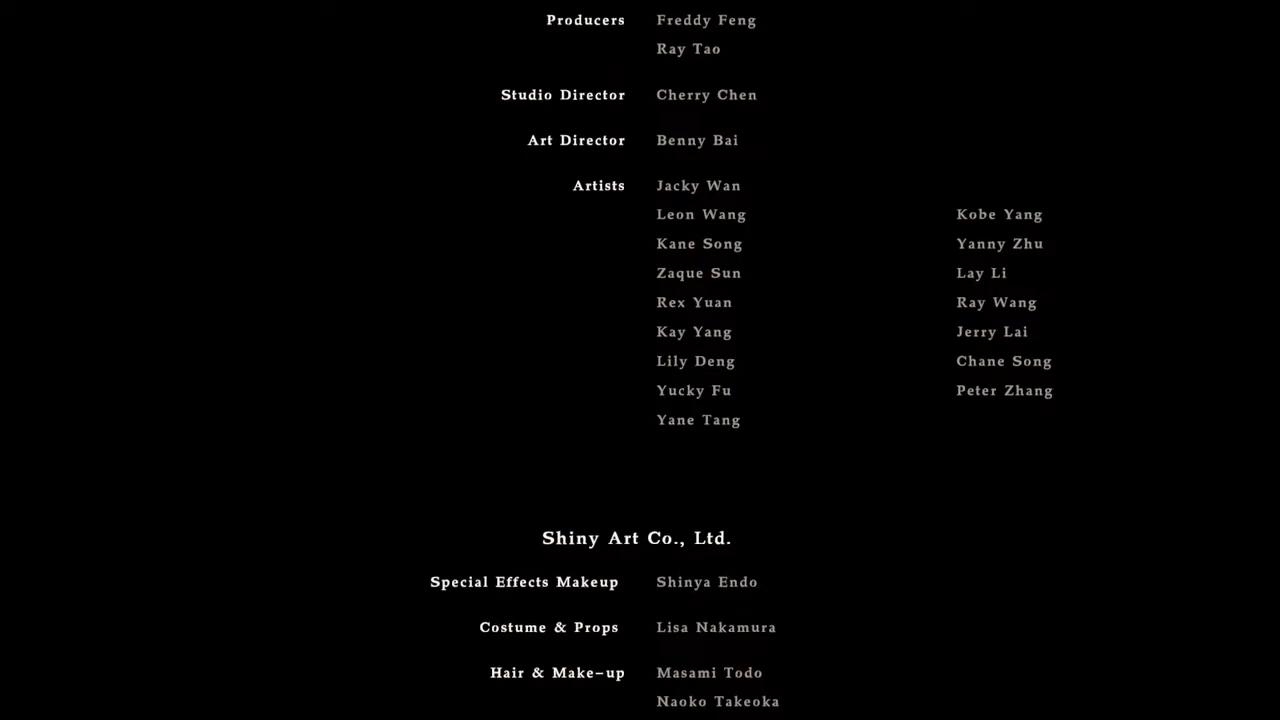 Producers Freddy Feng
Ray Tao
Studio Director Cherry Chen
Art Director Benny Bai
Artists Jacky Wan
Leon Wang Kobe Yang
Kane Song Yanny Zhu
Zaque Sun Lay Li
Rex Yuan Ray Wang
Kay Yang Jerry Lai
Lily Deng Chane Song
Yucky Fu Peter Zhang
Yane Tang
Shiny Art Co., Ltd.
Special Effects Makeup Shinya Endo
Costume & Props Lisa Nakamura
Hair & Make-up Masami Todo
Naoko Takeoka